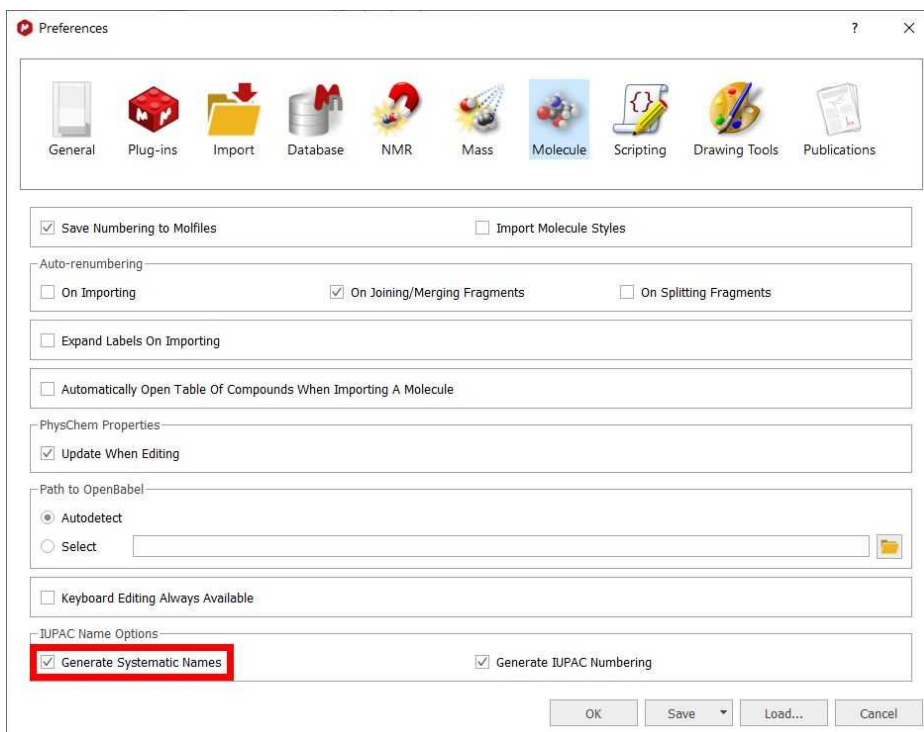 Preferences
?
General Plug-ins Import Database NMR Mass Molecule Scripting Drawing Tools Publications
Save Numbering to Molfiles Import Molecule Styles
Auto-renumbering
On Importing On Joining/Merging Fragments On Splitting Fragments
Expand Labels On Importing
Automatically Open Table Of Compounds When Importing A Molecule
PhysChem Properties
Update When Editing
Path to OpenBabel
Autodetect
Select
Keyboard Editing Always Available
IUPAC Name Options
Generate Systematic Names Generate IUPAC Numbering
OK Save Load... Cancel